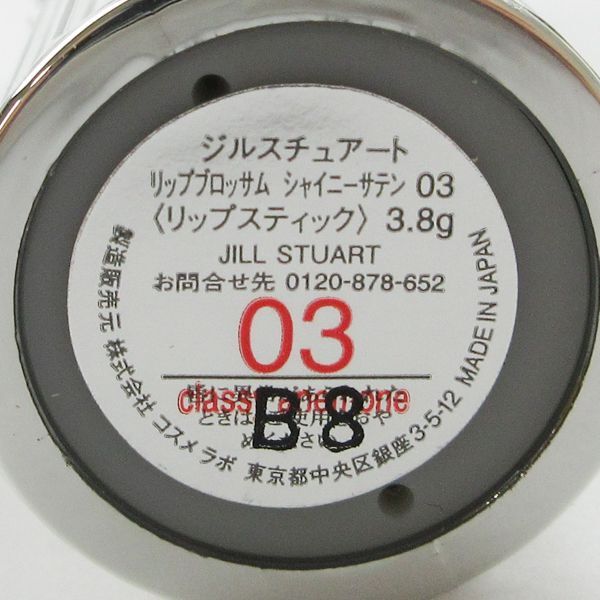 ジルスチュアート
リップブロッサム シャイニーサテン 03
〈リップスティック〉 3.8g
JILL STUART
お問合せ先 0120-878-652
03
B8
製造販売元 株式会社 コスメラボ 東京都中央区銀座3-5-12 MADE IN JAPAN